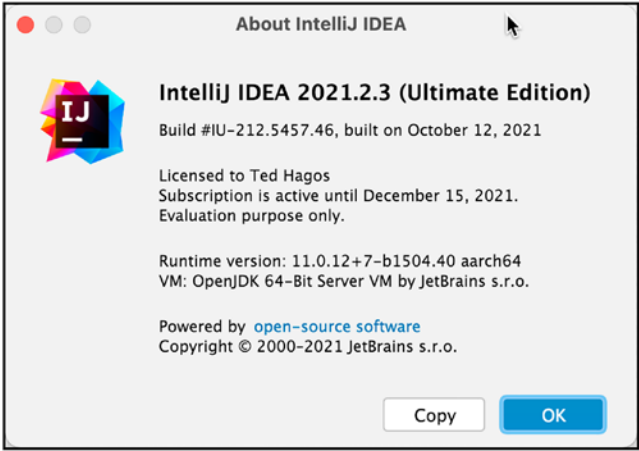 About IntelliJ IDEA
IJ
IntelliJ IDEA 2021.2.3 (Ultimate Edition)
Build #IU-212.5457.46, built on October 12, 2021
Licensed to Ted Hagos
Subscription is active until December 15, 2021.
Evaluation purpose only.
Runtime version: 11.0.12+7-b1504.40 aarch64
VM: OpenJDK 64-Bit Server VM by JetBrains s.r.o.
Powered by open-source software
Copyright © 2000–2021 JetBrains s.r.o.
Copy
OK